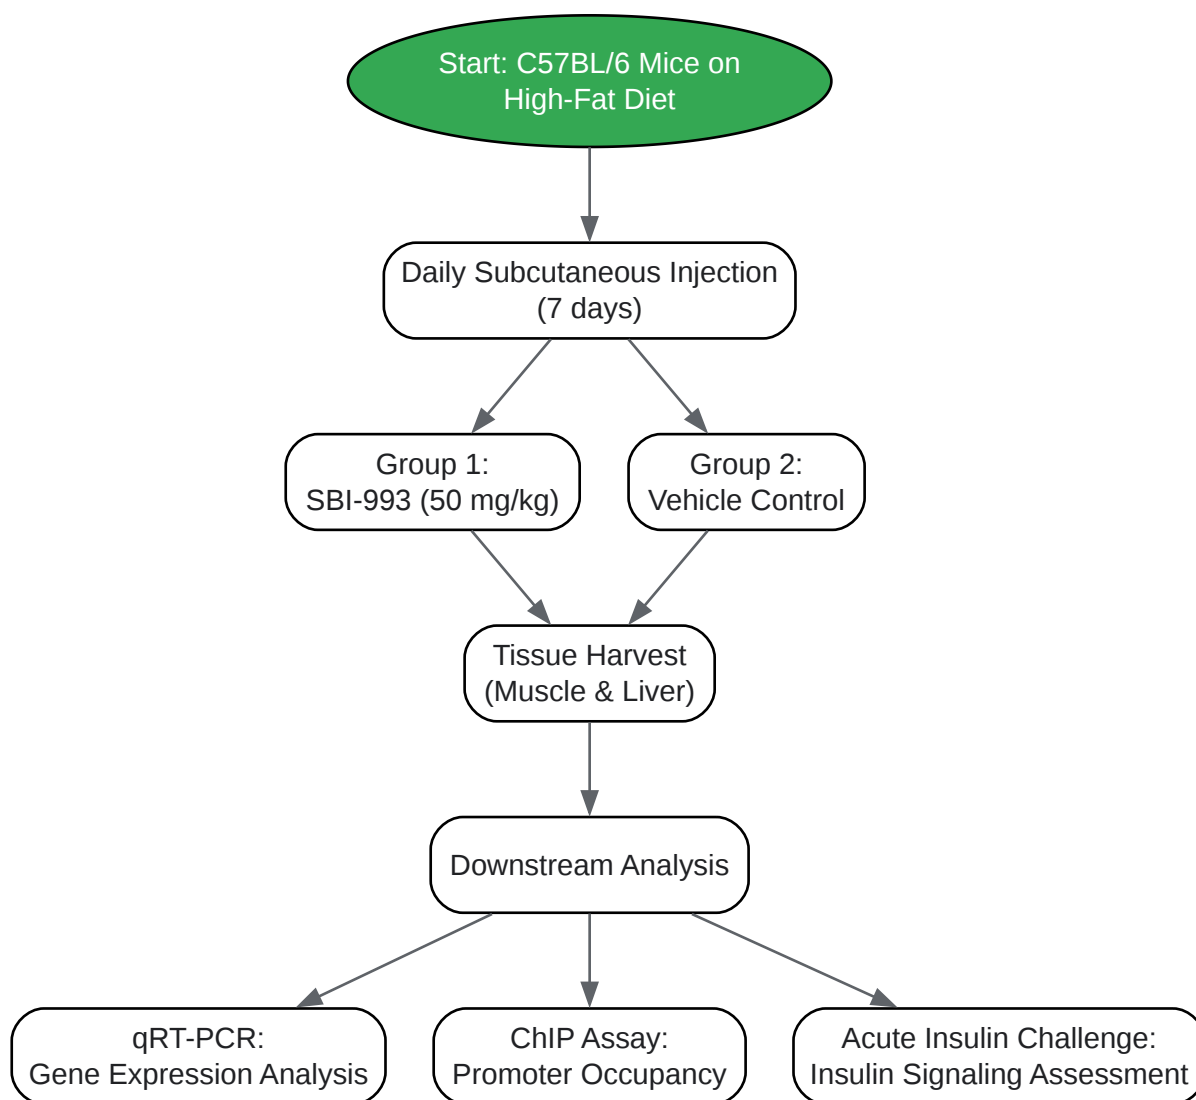 Start: C57BL/6 Mice on
High-Fat Diet
Daily Subcutaneous Injection
(7 days)
Group 1:
SBI-993 (50 mg/kg)
Group 2:
Vehicle Control
Tissue Harvest
(Muscle & Liver)
Downstream Analysis
qRT-PCR:
Gene Expression Analysis
ChIP Assay:
Promoter Occupancy
Acute Insulin Challenge:
Insulin Signaling Assessment